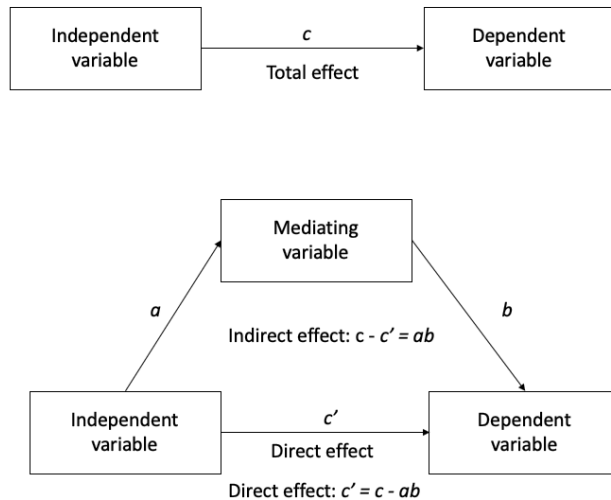 Independent
variable
c
Total effect
Dependent
variable
Mediating
variable
a
b
Indirect effect: c - c’ = ab
Independent
variable
c’
Direct effect
Dependent
variable
Direct effect: c’ = c - ab